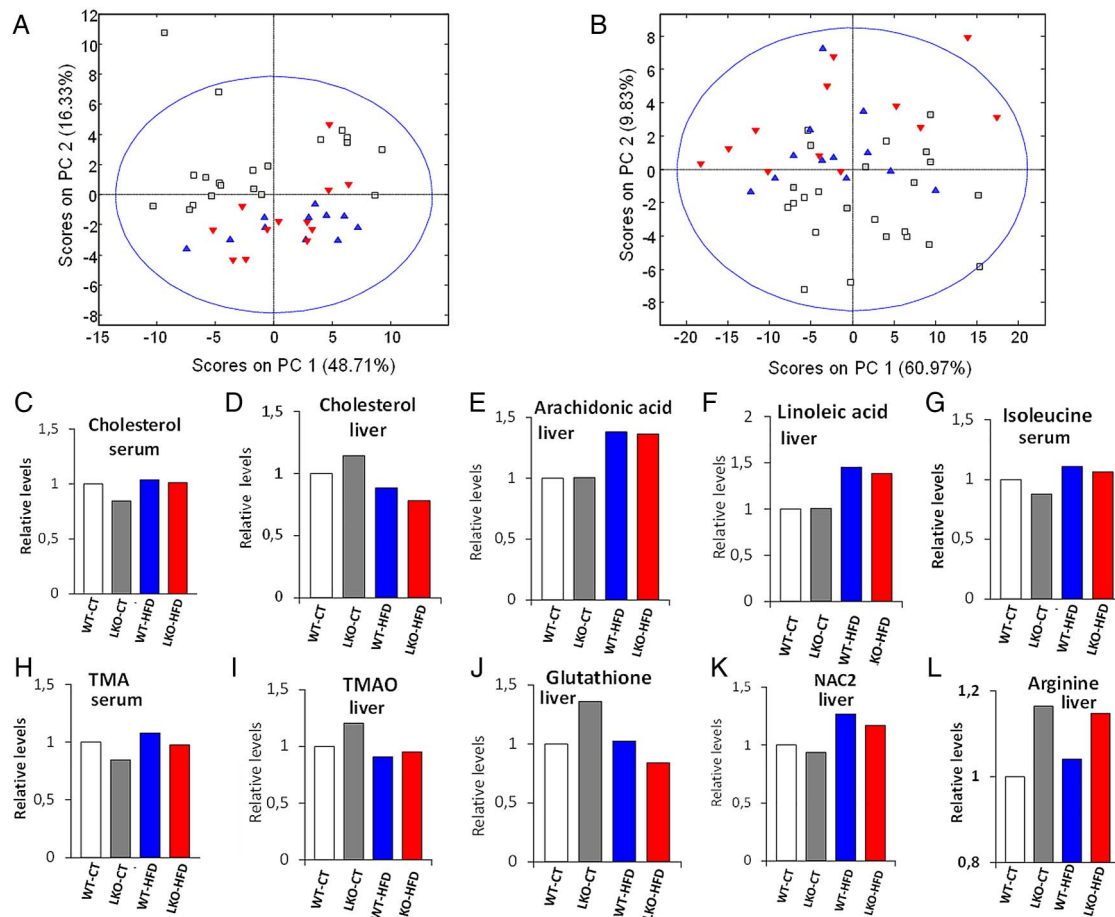 A
Scores on PC 2 (16.33%)
12
10
8
6
4
2
0
-2
-4
-6
-8
-15
-10
-5
0
5
10
Scores on PC 1 (48.71%)
B
Scores on PC 2 (9.83%)
8
6
4
2
0
-2
-4
-6
-8
-20
-15
-10
-5
0
5
10
15
20
Scores on PC 1 (60.97%)
C
Cholesterol
serum
Relative levels
1,5
1
0,5
0
WT-CT
LKO-CT
WT-HFD
LKO-HFD
D
Cholesterol
liver
Relative levels
1,5
1
0,5
0
WT-CT
LKO-CT
WT-HFD
LKO-HFD
E
Arachidonic acid
liver
Relative levels
1,5
1
0,5
0
WT-CT
LKO-CT
WT-HFD
LKO-HFD
F
Linoleic acid
liver
Relative levels
2
1,5
1
0,5
0
WT-CT
LKO-CT
WT-HFD
KO-HFD
G
Isoleucine
serum
Relative levels
1,5
1
0,5
0
WT-CT
LKO-CT
WT-HFD
LKO-HFD
H
TMA
serum
Relative levels
1,5
1
0,5
0
WT-CT
LKO-CT
WT-HFD
LKO-HFD
I
TMAO
liver
Relative levels
1,5
1
0,5
0
WT-CT
LKO-CT
WT-HFD
KO-HFD
J
Glutathione
liver
Relative levels
1,5
1
0,5
0
WT-CT
LKO-CT
WT-HFD
LKO-HFD
K
NAC2
liver
Relative levels
1,5
1
0,5
0
WT-CT
LKO-CT
WT-HFD
LKO-HFD
L
Arginine
liver
Relative levels
1,2
1
0,8
WT-CT
LKO-CT
WT-HFD
LKO-HFD